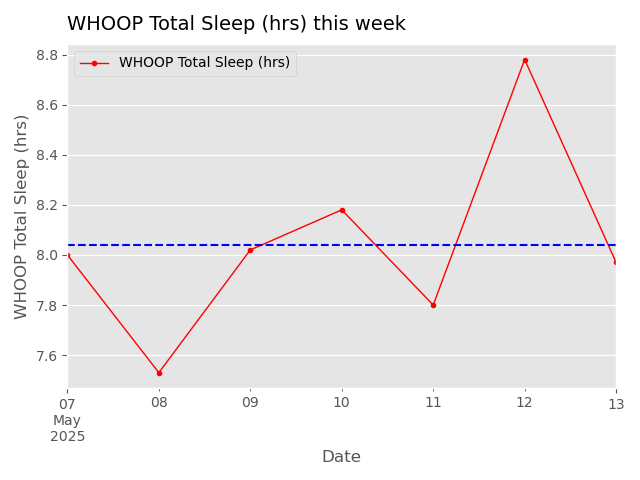 WHOOP Total Sleep (hrs) this week
WHOOP Total Sleep (hrs)
WHOOP Total Sleep (hrs)
8.8
8.6
8.4
8.2
8.0
7.8
7.6
07 08 09 10 11 12 13
May
2025
Date